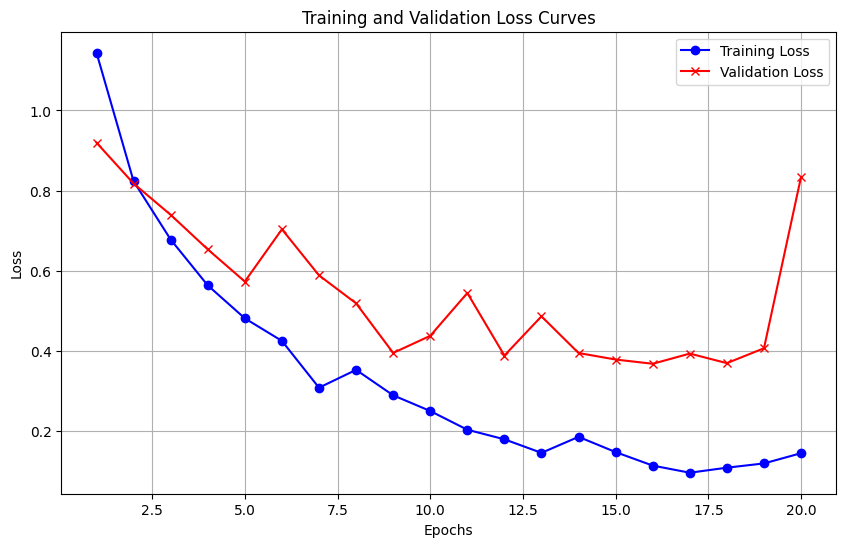 Training and Validation Loss Curves
Training Loss
Validation Loss
1.0
0.8
0.6
0.4
0.2
Loss
2.5 5.0 7.5 10.0 12.5 15.0 17.5 20.0
Epochs